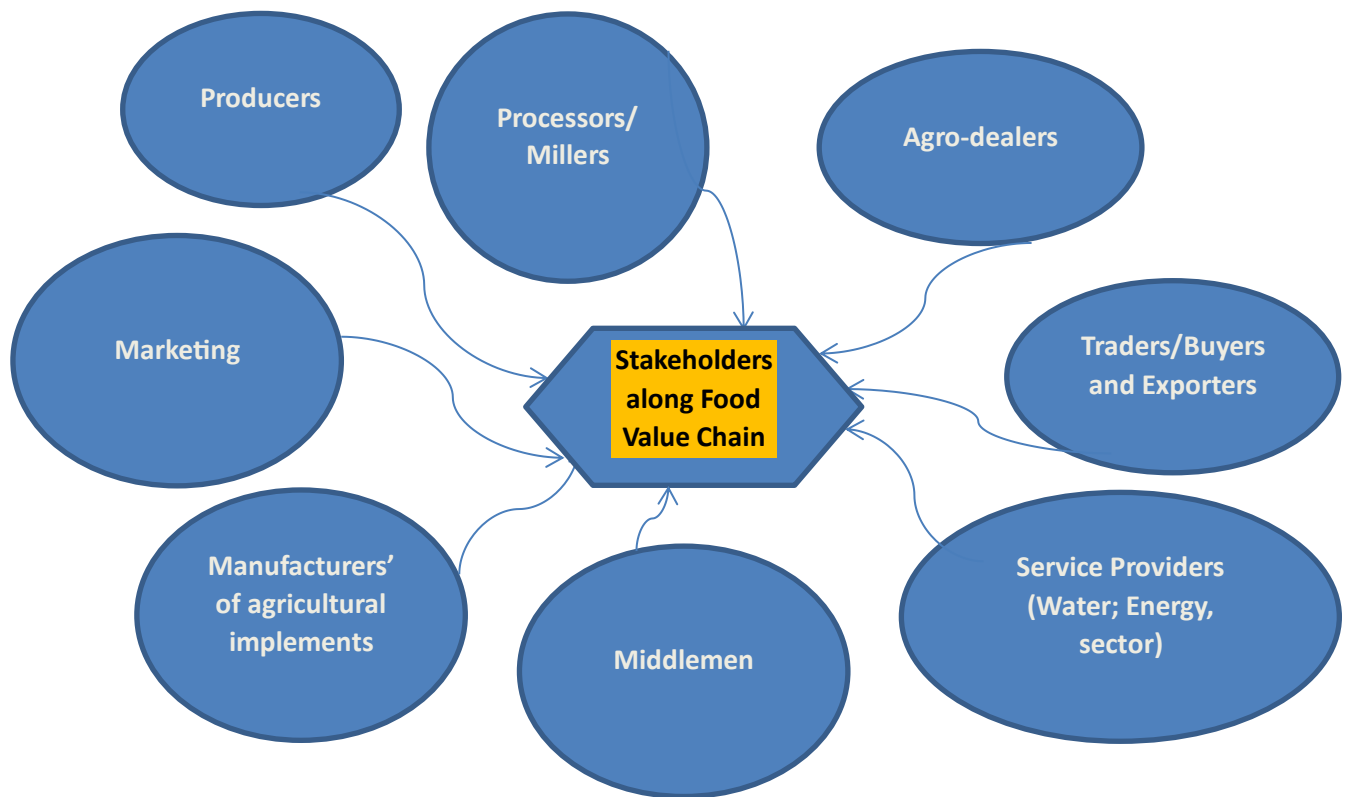 Producers
Processors/
Millers
Agro-dealers
Marketing
Stakeholders
along Food
Value Chain
Traders/Buyers
and Exporters
Manufacturers’
of agricultural
implements
Middlemen
Service Providers
(Water; Energy,
sector)